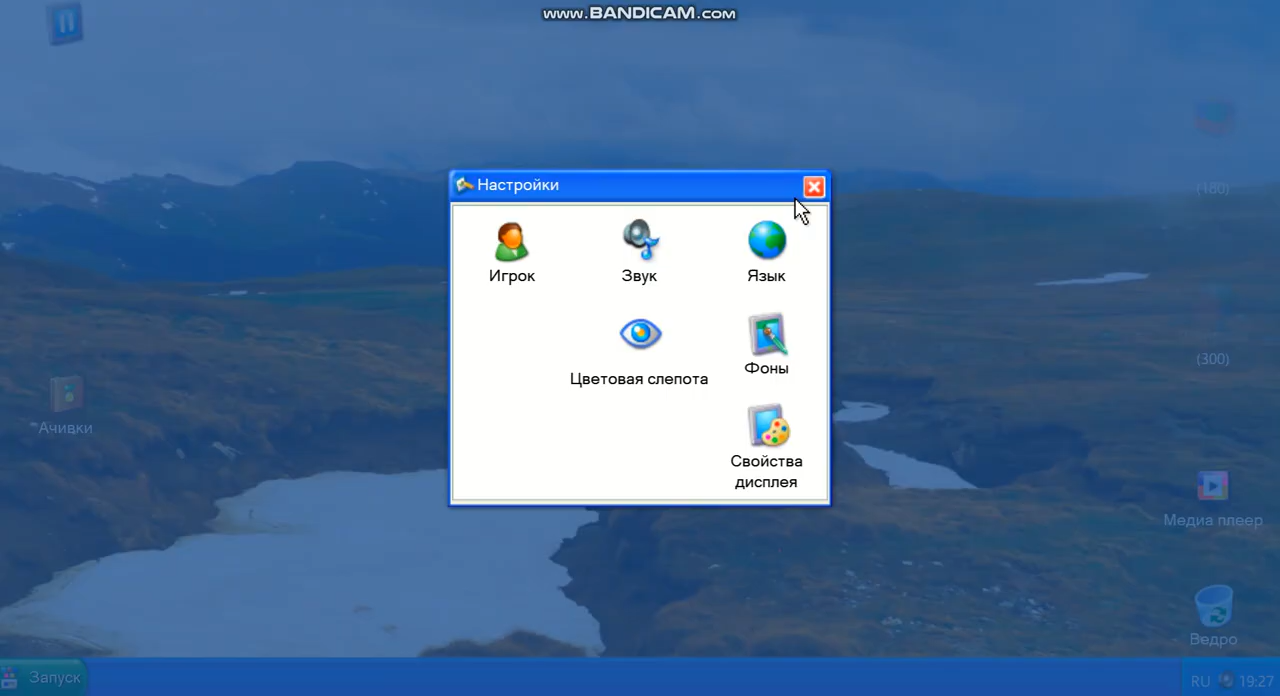 www.BANDICAM.com
Настройки
(180)
Игрок
Звук
Язык
(300)
Фоны
Цветовая слепота
Ачивки
Свойства
дисплея
Медиа плеер
Ведро
Запуск
RU
19:27